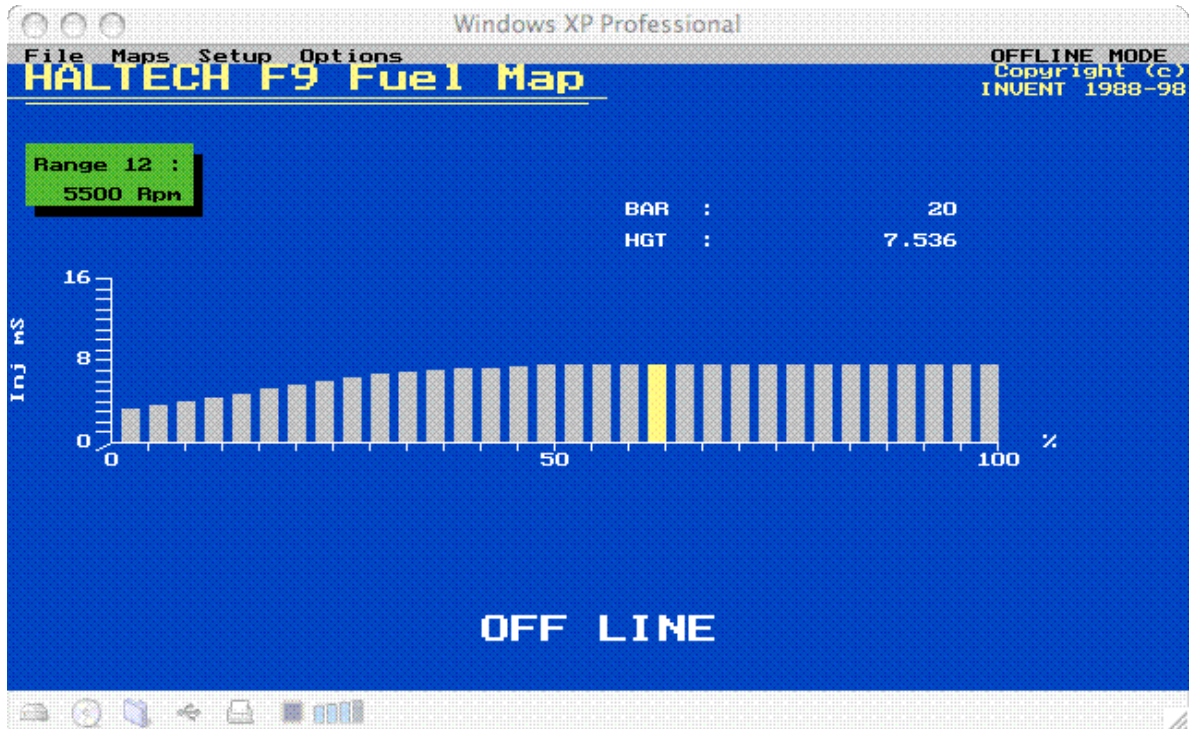 Windows XP Professional
File Maps Setup Options OFFLINE MODE
HALTECH F9 Fuel Map
Copyright (c)
INVENT 1988-98
Range 12 :
5500 Rpm
BAR : 20
HGT : 7.536
16
Inj mS
8
0
0 50 100 %
OFF LINE